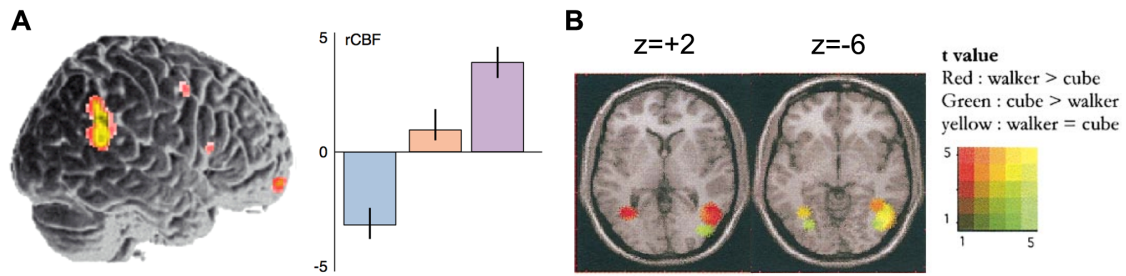 A
5
rCBF
0
-5
B
z=+2
z=-6
t value
Red : walker > cube
Green : cube > walker
yellow : walker = cube
5
1
1
5